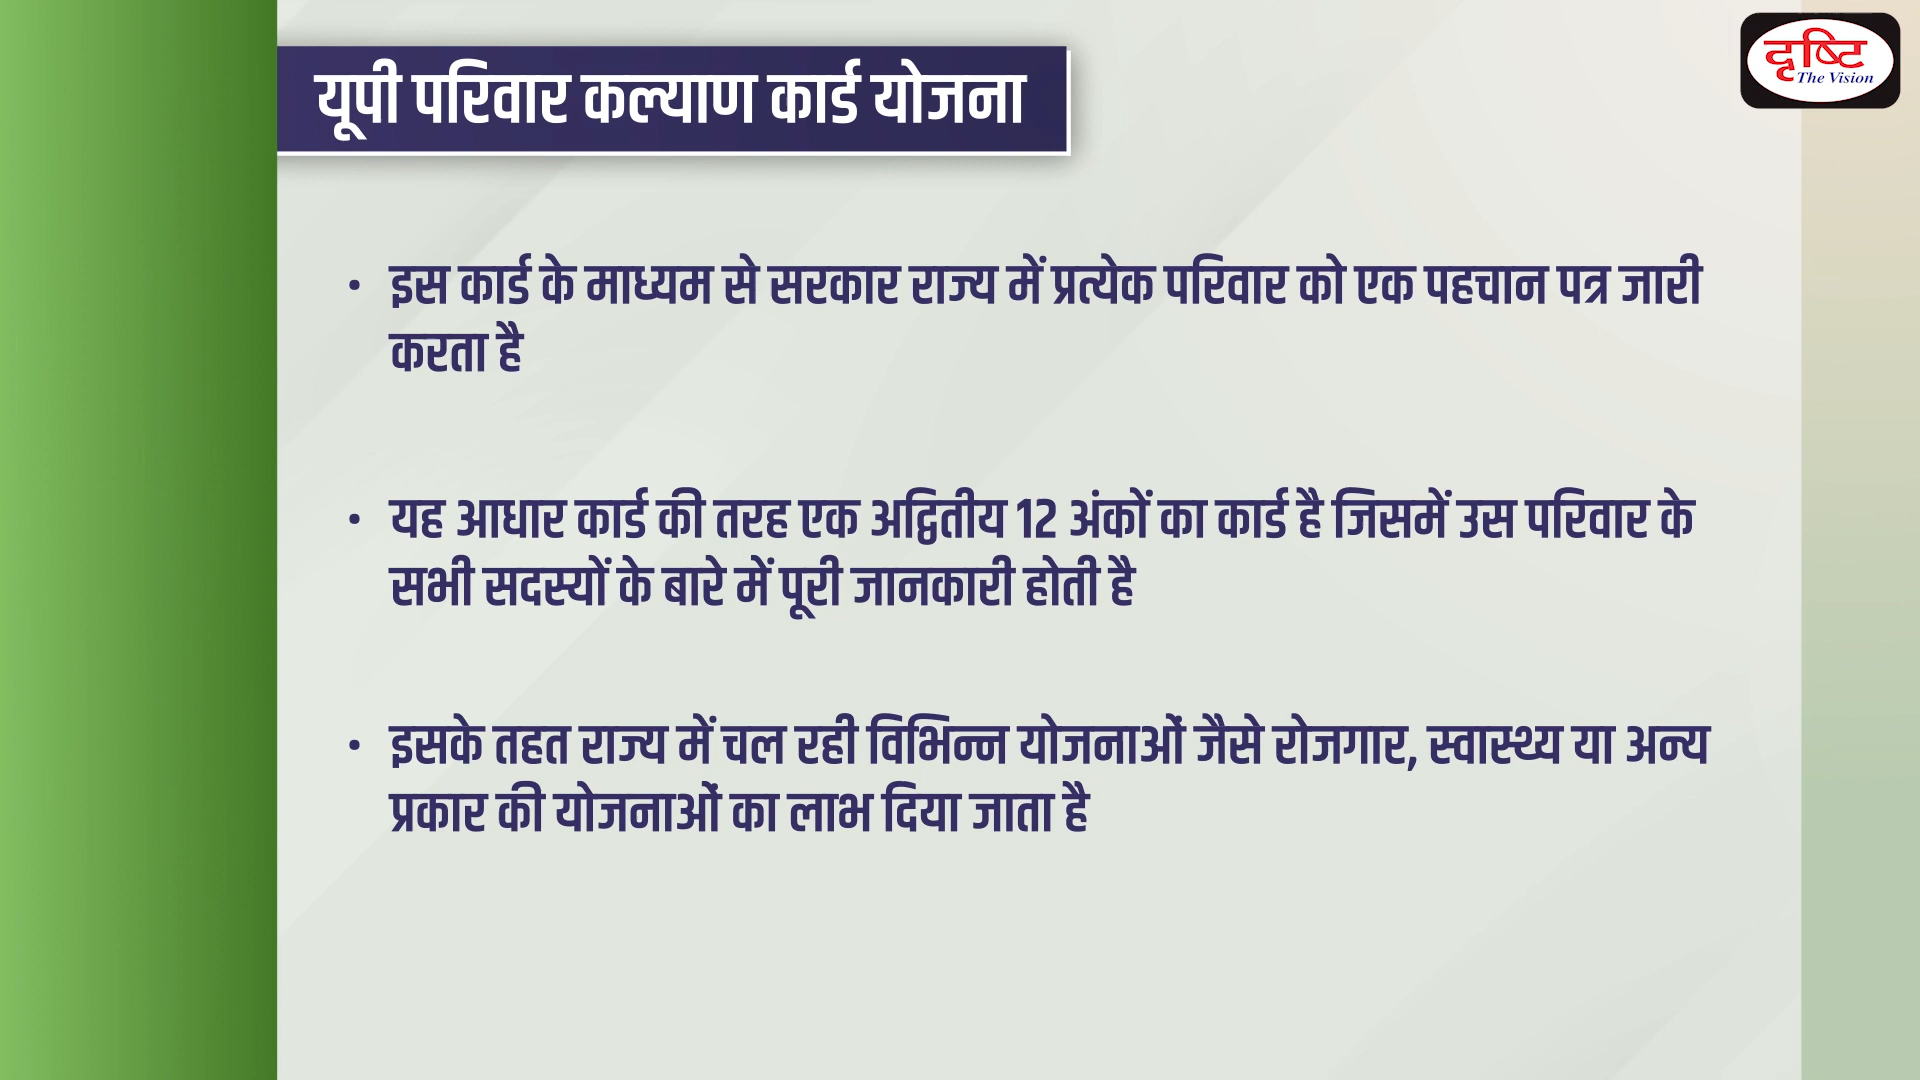 यूपी परिवार कल्याण कार्ड योजना
दृष्टि
The Vision
• इस कार्ड के माध्यम से सरकार राज्य में प्रत्येक परिवार को एक पहचान पत्र जारी
करता है
• यह आधार कार्ड की तरह एक अद्वितीय 12 अंकों का कार्ड है जिसमें उस परिवार के
सभी सदस्यों के बारे में पूरी जानकारी होती है
• इसके तहत राज्य में चल रही विभिन्न योजनाओं जैसे रोजगार, स्वास्थ्य या अन्य
प्रकार की योजनाओं का लाभ दिया जाता है